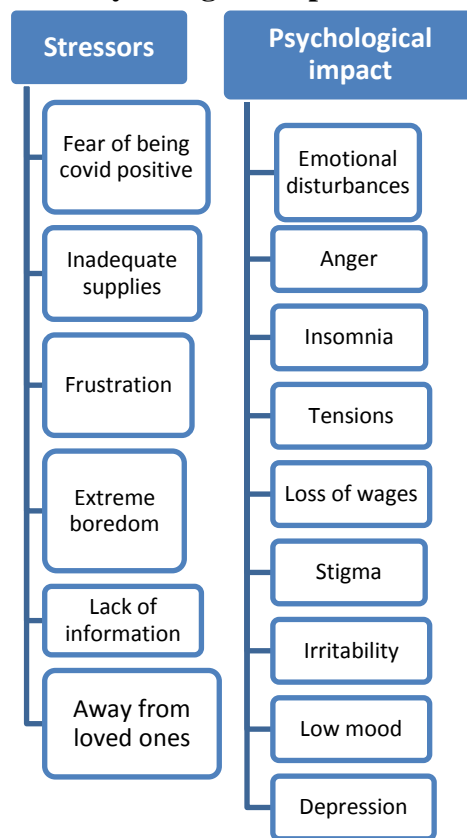 Stressors
Fear of being
covid positive
Inadequate
supplies
Frustration
Extreme
boredom
Lack of
information
Away from
loved ones
Psychological
impact
Emotional
disturbances
Anger
Insomnia
Tensions
Loss of wages
Stigma
Irritability
Low mood
Depression